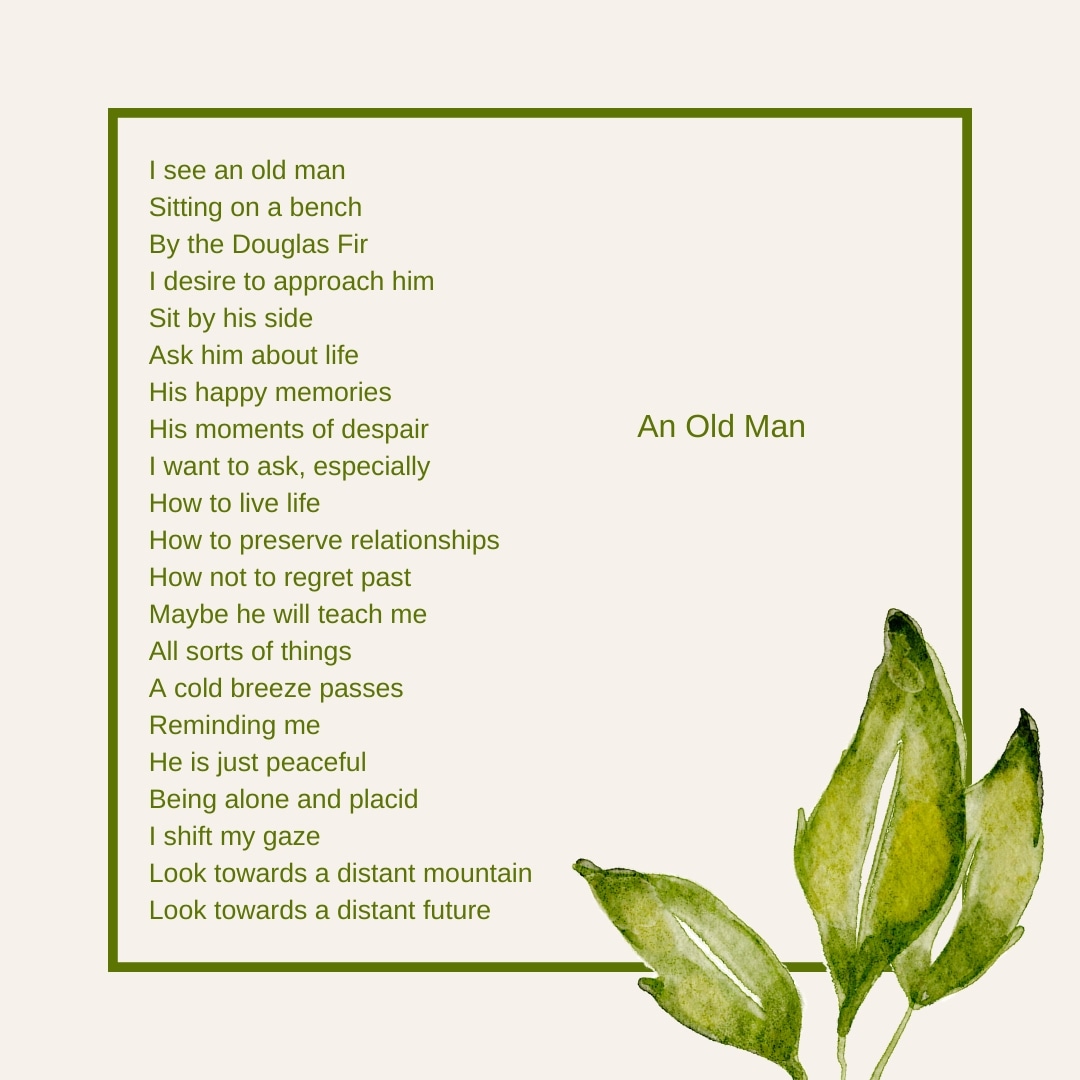 I see an old man
Sitting on a bench
By the Douglas Fir
I desire to approach him
Sit by his side
Ask him about life
His happy memories
His moments of despair
I want to ask, especially
How to live life
How to preserve relationships
How not to regret past
Maybe he will teach me
All sorts of things
A cold breeze passes
Reminding me
He is just peaceful
Being alone and placid
I shift my gaze
Look towards a distant mountain
Look towards a distant future
An Old Man